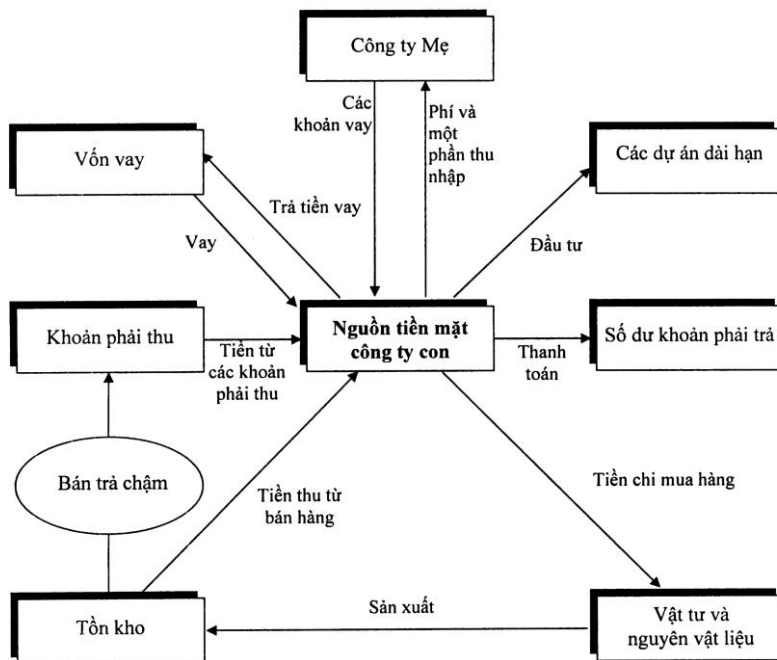 Công ty Mẹ
Các
khoản vay
Phí và
một
phần thu
nhập
Vốn vay
Các dự án dài hạn
Trả tiền vay
Vay
Đầu tư
Khoản phải thu
Nguồn tiền mặt
công ty con
Số dư khoản phải trả
Tiền từ
các khoản
phải thu
Thanh
toán
Bán trả chậm
Tiền thu từ
bán hàng
Tiền chi mua hàng
Tồn kho
Sản xuất
Vật tư và
nguyên vật liệu